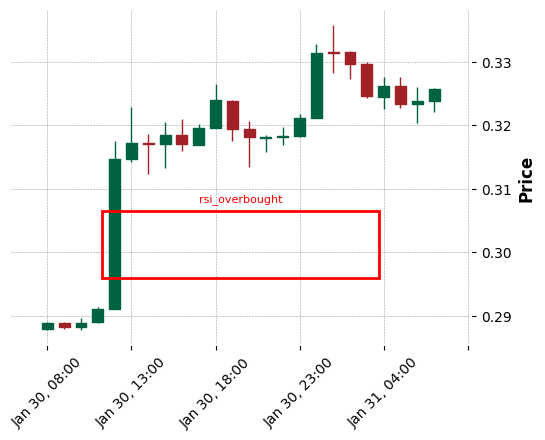 0.33
0.32
0.31
0.30
0.29
Price
rsi_overbought
Jan 30, 08:00
Jan 30, 13:00
Jan 30, 18:00
Jan 30, 23:00
Jan 31, 04:00